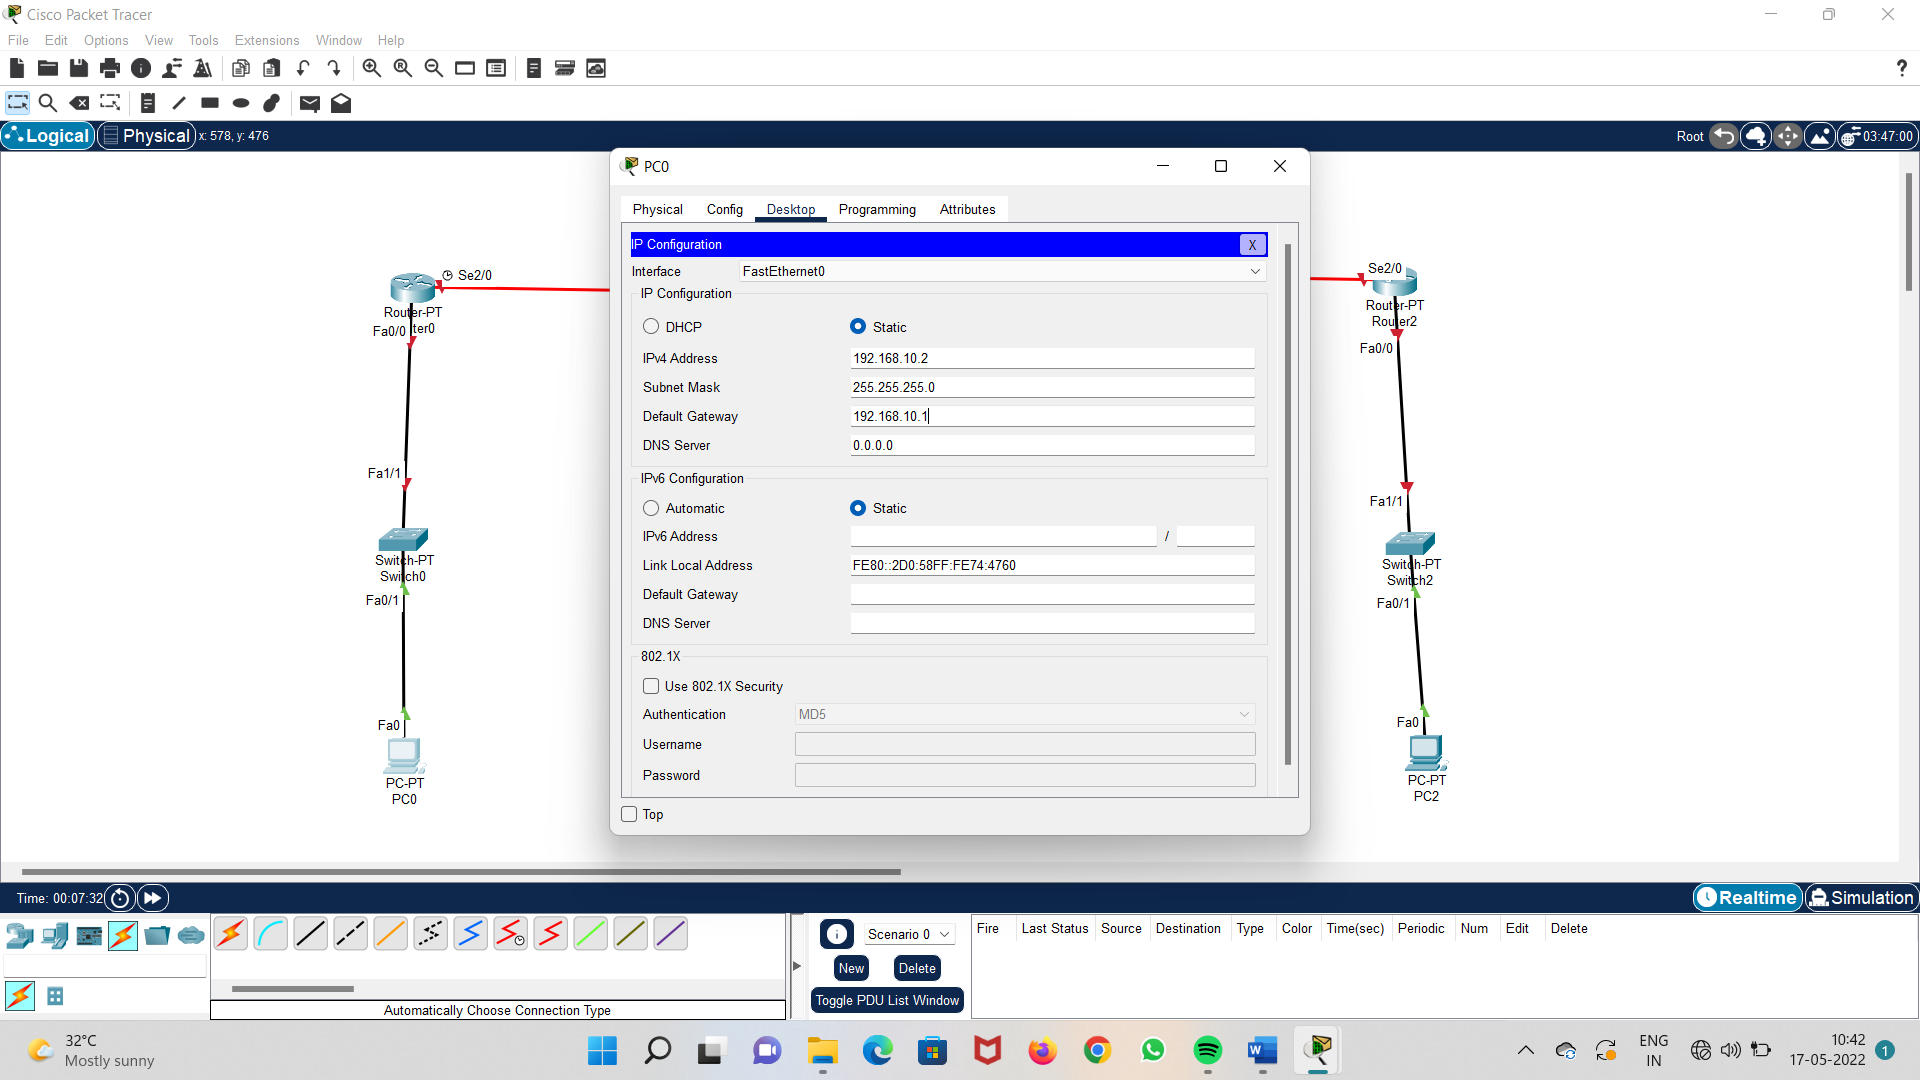 Cisco Packet Tracer
File Edit Options View Tools Extensions Window Help
?
Logical Physical x: 578, y: 476 Root 03:47:00
PC0
Physical Config Desktop Programming Attributes
IP Configuration X
Interface FastEthernet0
IP Configuration
DHCP Static
IPv4 Address 192.168.10.2
Subnet Mask 255.255.255.0
Default Gateway 192.168.10.1
DNS Server 0.0.0.0
IPv6 Configuration
Automatic Static
IPv6 Address /
Link Local Address FE80::2D0:58FF:FE74:4760
Default Gateway
DNS Server
802.1X
Use 802.1X Security
Authentication MD5
Username
Password
Top
Se2/0
Router-PT
Fa0/0 ter0
Fa1/1
Switch-PT
Switch0
Fa0/1
Fa0
PC-PT
PC0
Se2/0
Router-PT
Router2
Fa0/0
Fa1/1
Switch-PT
Switch2
Fa0/1
Fa0
PC-PT
PC2
Time: 00:07:32 Realtime Simulation
Automatically Choose Connection Type
Scenario 0
New Delete
Toggle PDU List Window
Fire Last Status Source Destination Type Color Time(sec) Periodic Num Edit Delete
32°C
Mostly sunny
W
ENG
IN
10:42
17-05-2022
1